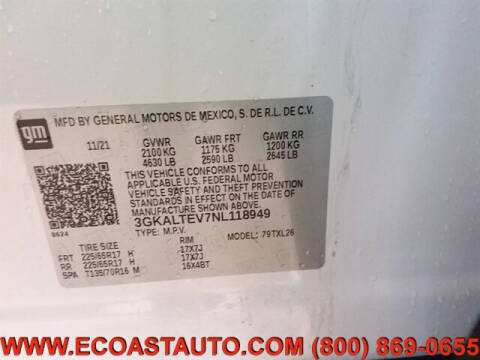 gm
MFD BY GENERAL MOTORS DE MEXICO, S. DE R.L. DE C.V.
11/21 GVWR GAWR FRT GAWR RR
2100 KG 1175 KG 1200 KG
4630 LB 2590 LB 2645 LB
THIS VEHICLE CONFORMS TO ALL
APPLICABLE U.S. FEDERAL MOTOR
VEHICLE SAFETY AND THEFT PREVENTION
STANDARDS IN EFFECT ON THE DATE OF
MANUFACTURE SHOWN ABOVE.
3GKALTEV7NL118949
9624 TYPE: M.P.V. MODEL: 79TXL26
TIRE SIZE RIM
FRT 225/65R17 H 17X7J
RR 225/65R17 H 17X7J
SPA T135/70R16 M 16X4BT
WWW.ECOASTAUTO.COM (800) 869-0655